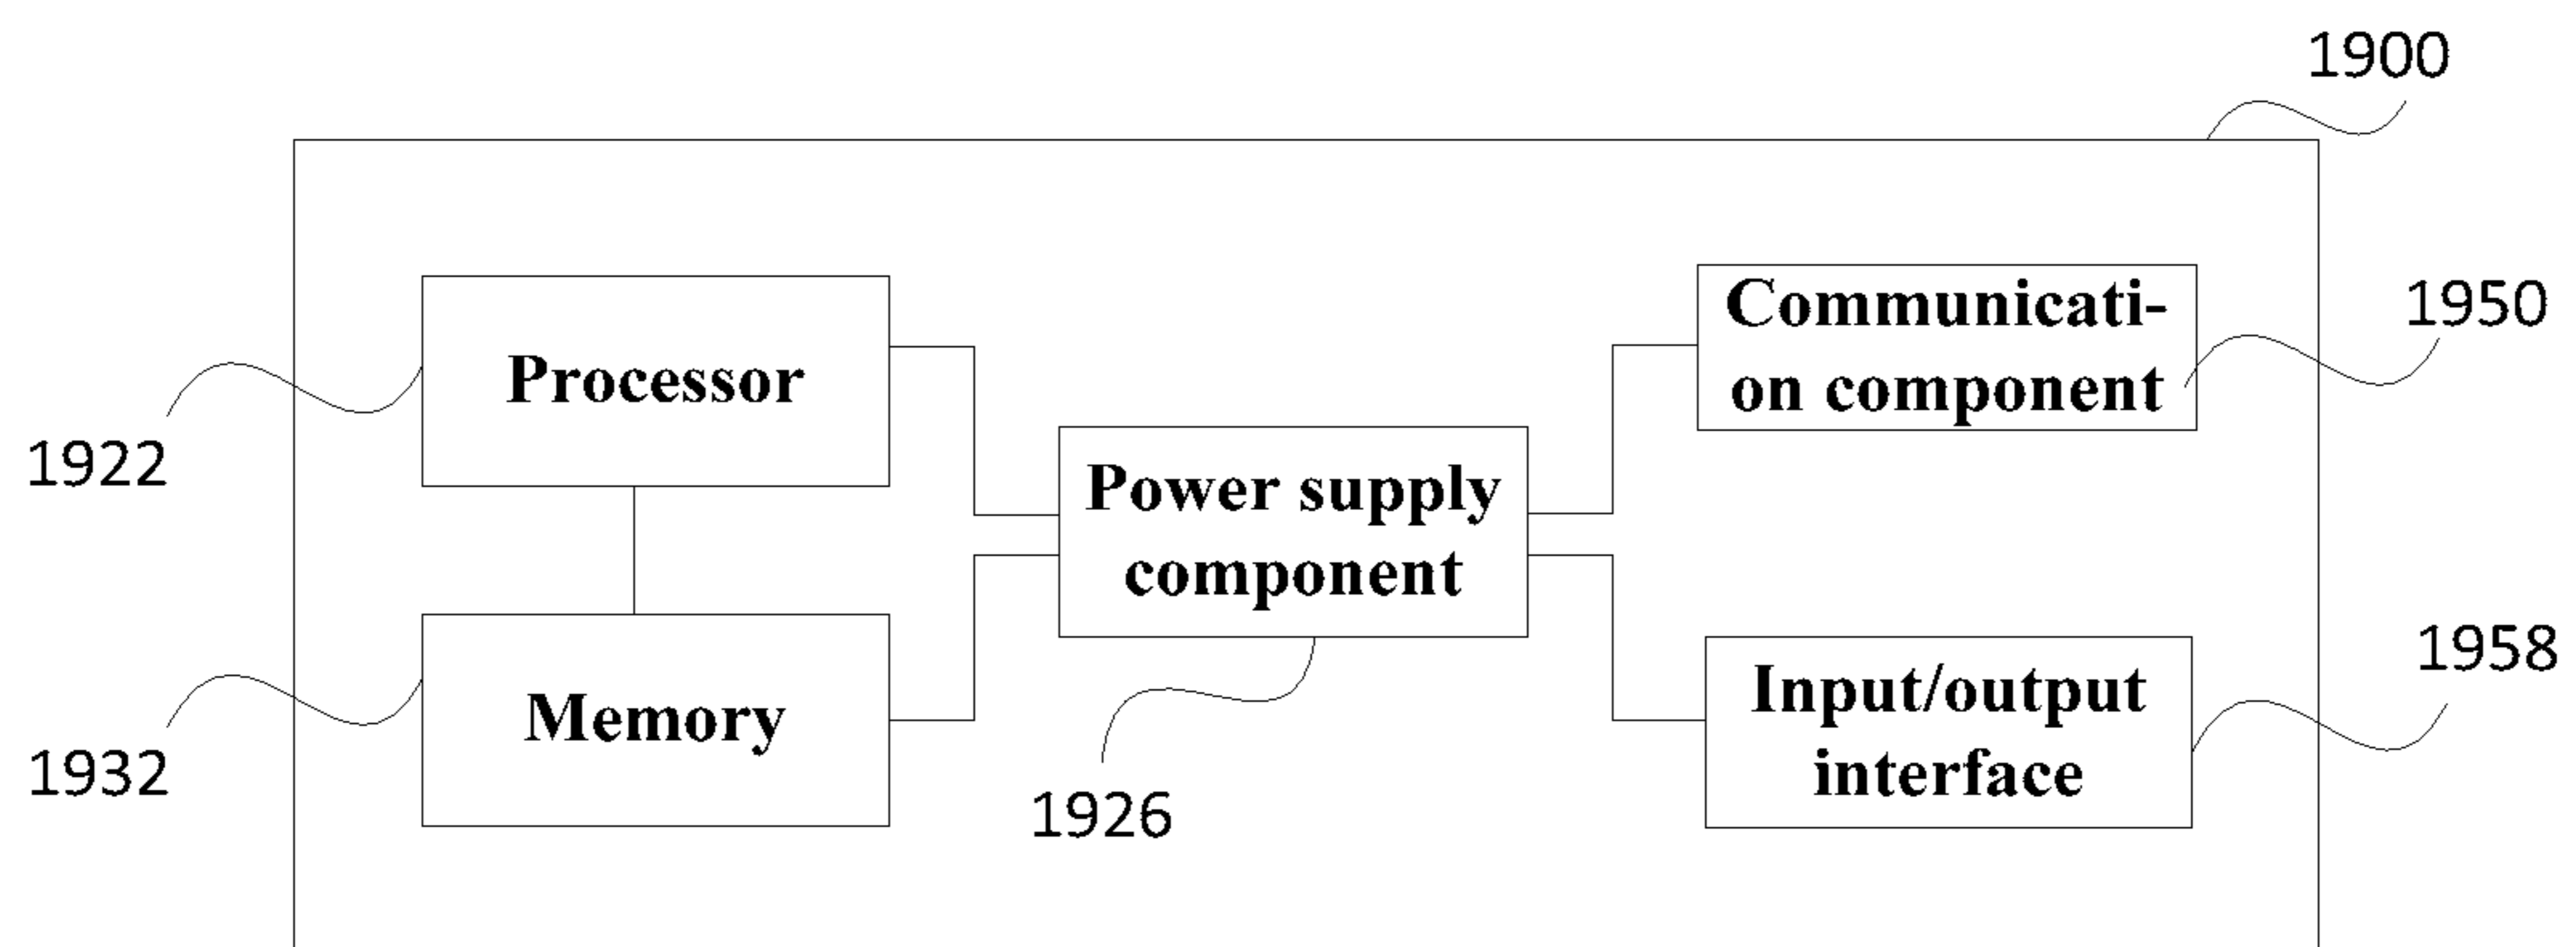 1900
Communicati-
on component
1950
Processor
1922
Power supply
component
Input/output
interface
1958
Memory
1932
1926